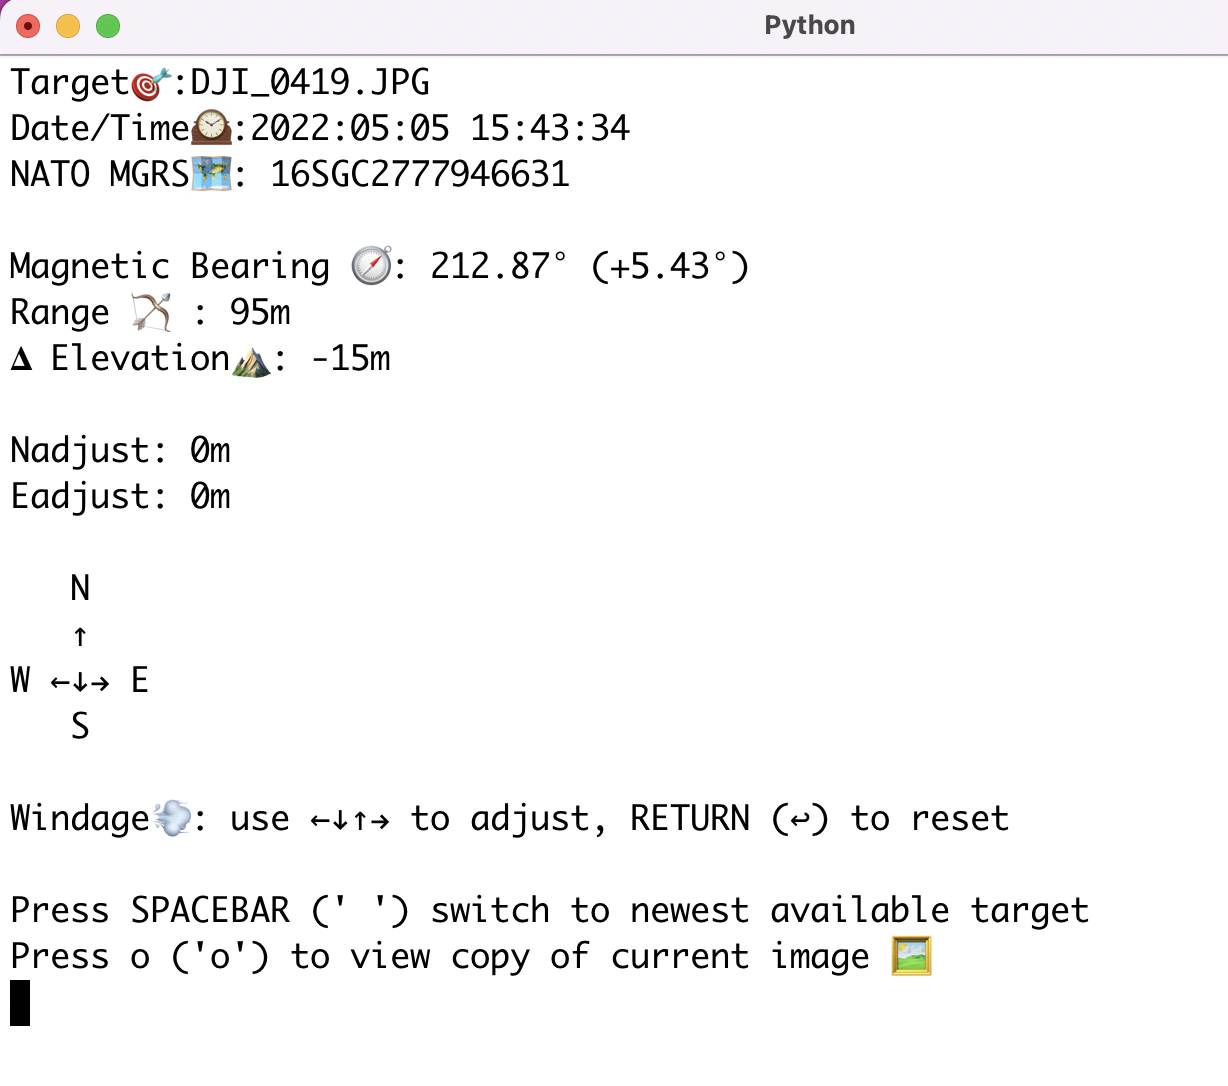 Python
Target🎯:DJI_0419.JPG
Date/Time🕰️:2022:05:05 15:43:34
NATO MGRS🗺️: 16SGC2777946631
Magnetic Bearing 🧭: 212.87° (+5.43°)
Range 🏹 : 95m
Δ Elevation⛰️: -15m
Nadjust: 0m
Eadjust: 0m
N
↑
W ←↓→ E
S
Windage💨: use ←↓↑→ to adjust, RETURN (↩) to reset
Press SPACEBAR (' ') switch to newest available target
Press o ('o') to view copy of current image 🖼️